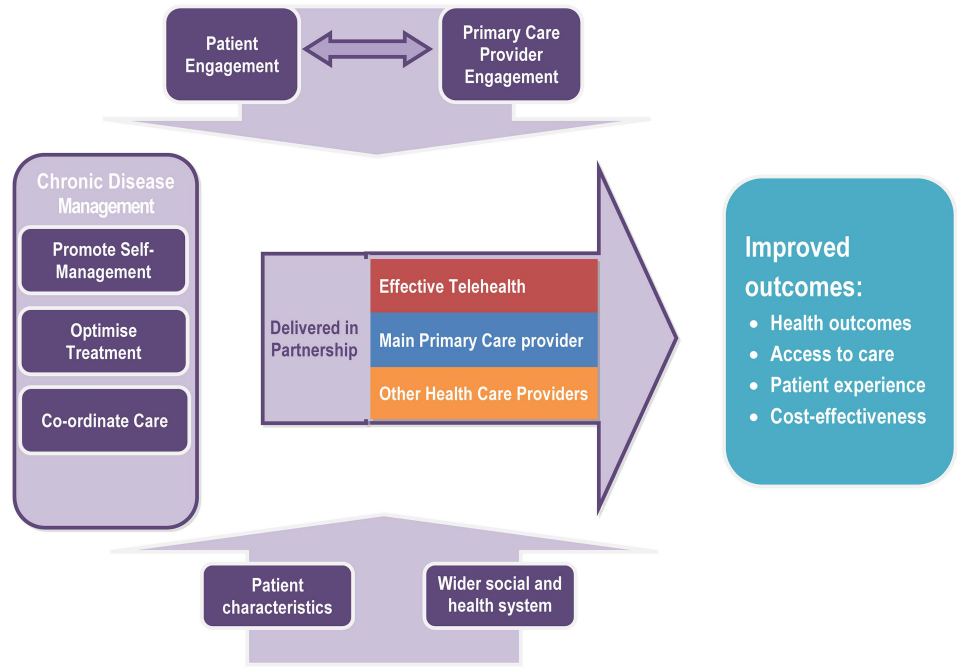 Patient
Engagement
Primary Care
Provider
Engagement
Chronic Disease
Management
Promote Self-
Management
Optimise
Treatment
Co-ordinate Care
Delivered in
Partnership
Effective Telehealth
Main Primary Care provider
Other Health Care Providers
Improved
outcomes:
• Health outcomes
• Access to care
• Patient experience
• Cost-effectiveness
Patient
characteristics
Wider social and
health system